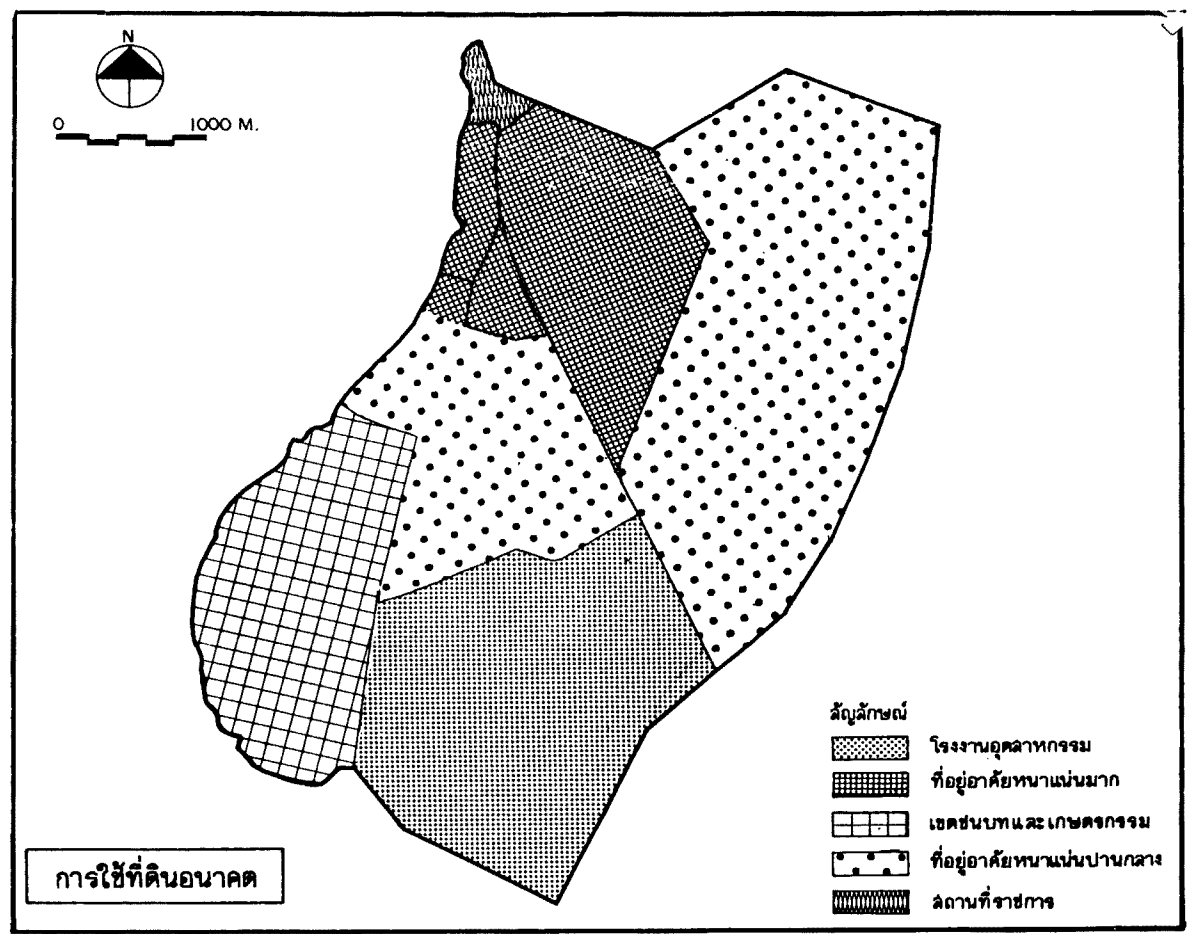 N
0 1000 M.
สัญลักษณ์
โรงงานอุตสาหกรรม
ที่อยู่อาศัยหนาแน่นมาก
เขตชนบทและเกษตรกรรม
ที่อยู่อาศัยหนาแน่นปานกลาง
สถานที่ราชการ
การใช้ที่ดินอนาคต